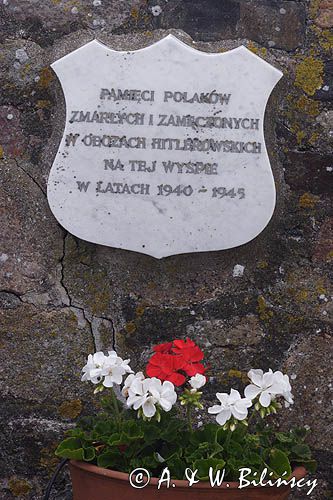 PAMIĘCI POLAKÓW
ZMARŁYCH I ZAMĘCZONYCH
W OBOZACH HITLEROWSKICH
NA TEJ WYSPIE
W LATACH 1940 - 1945
© A. & W. Bilińscy